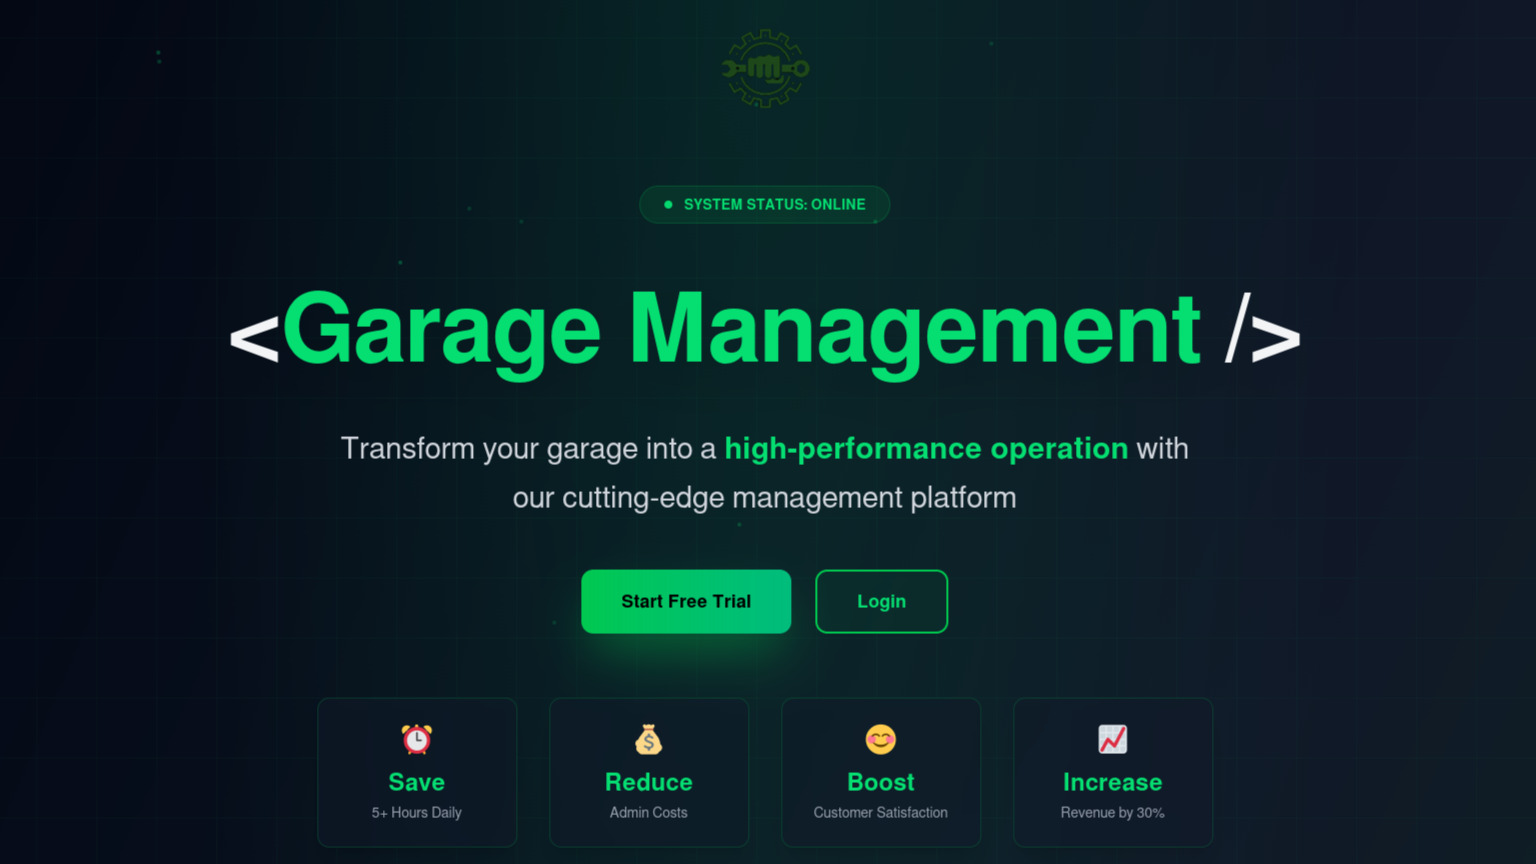 SYSTEM STATUS: ONLINE
<Garage Management />
Transform your garage into a high-performance operation with
our cutting-edge management platform
Start Free Trial
Login
Save
5+ Hours Daily
Reduce
Admin Costs
Boost
Customer Satisfaction
Increase
Revenue by 30%